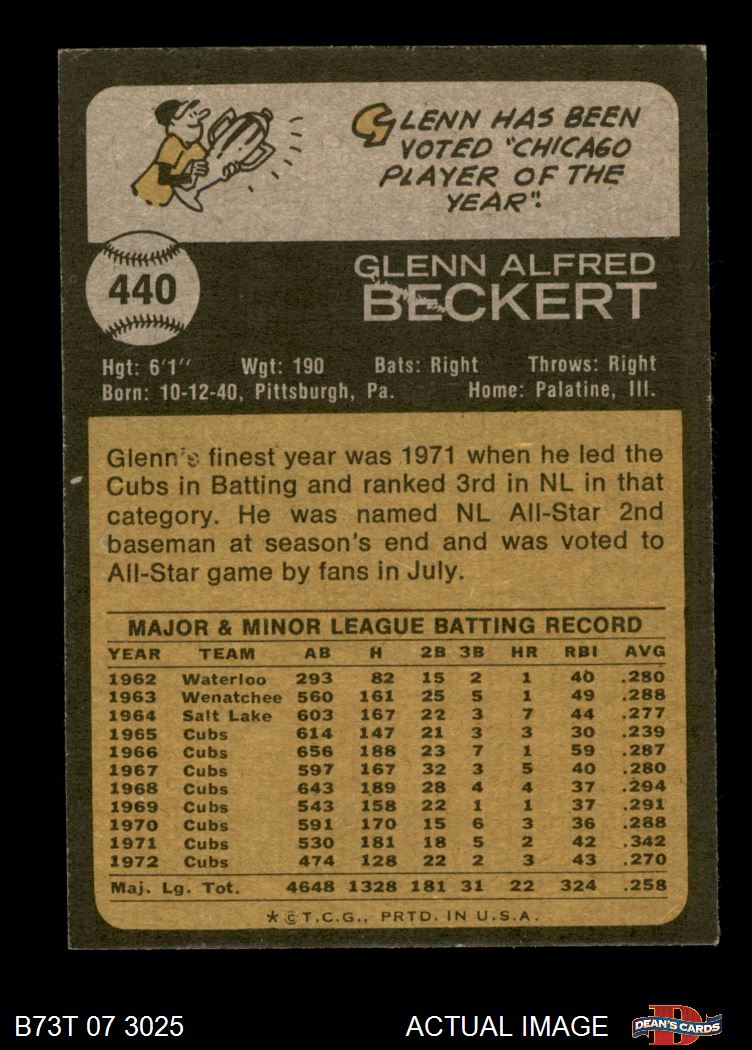 GLENN HAS BEEN
VOTED "CHICAGO
PLAYER OF THE
YEAR".
440
GLENN ALFRED
BECKERT
Hgt: 6'1" Wgt: 190 Bats: Right Throws: Right
Born: 10-12-40, Pittsburgh, Pa. Home: Palatine, Ill.
Glenn's finest year was 1971 when he led the
Cubs in Batting and ranked 3rd in NL in that
category. He was named NL All-Star 2nd
baseman at season's end and was voted to
All-Star game by fans in July.
MAJOR & MINOR LEAGUE BATTING RECORD
YEAR TEAM AB H 2B 3B HR RBI AVG
1962 Waterloo 293 82 15 2 1 40 .280
1963 Wenatchee 560 161 25 5 1 49 .288
1964 Salt Lake 603 167 22 3 7 44 .277
1965 Cubs 614 147 21 3 3 30 .239
1966 Cubs 656 188 23 7 1 59 .287
1967 Cubs 597 167 32 3 5 40 .280
1968 Cubs 643 189 28 4 4 37 .294
1969 Cubs 543 158 22 1 1 37 .291
1970 Cubs 591 170 15 6 3 36 .288
1971 Cubs 530 181 18 5 2 42 .342
1972 Cubs 474 128 22 2 3 43 .270
Maj. Lg. Tot. 4648 1328 181 31 22 324 .258
*©T.C.G., PRTD. IN U.S.A.
B73T 07 3025 ACTUAL IMAGE DEAN'S CARDS